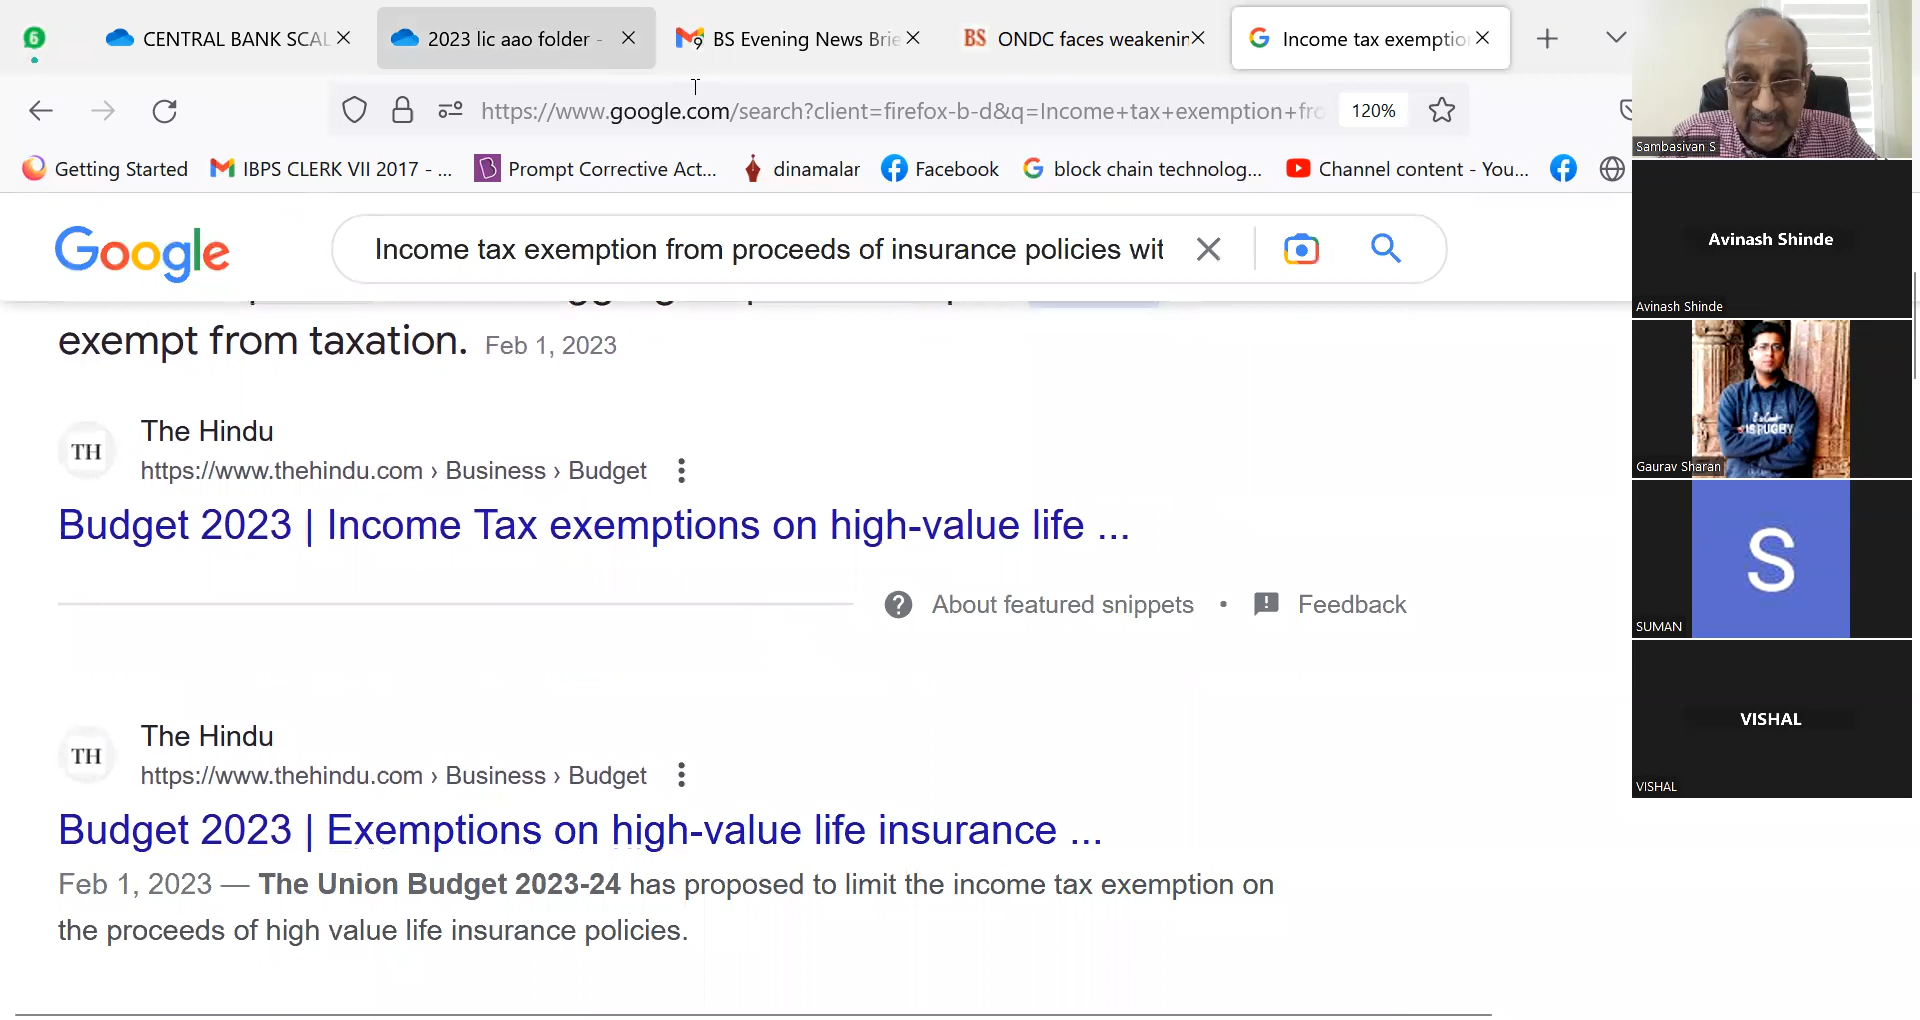 6
CENTRAL BANK SCAL
2023 lic aao folder -
9
BS Evening News Brie
BS
ONDC faces weakenin
Income tax exemptio
https://www.google.com/search?client=firefox-b-d&q=Income+tax+exemption+fro
120%
Getting Started
IBPS CLERK VII 2017 - ...
Prompt Corrective Act...
dinamalar
Facebook
block chain technolog...
Channel content - You...
Google
Income tax exemption from proceeds of insurance policies wit
exempt from taxation. Feb 1, 2023
TH
The Hindu
https://www.thehindu.com › Business › Budget
Budget 2023 | Income Tax exemptions on high-value life ...
About featured snippets • Feedback
TH
The Hindu
https://www.thehindu.com › Business › Budget
Budget 2023 | Exemptions on high-value life insurance ...
Feb 1, 2023 — The Union Budget 2023-24 has proposed to limit the income tax exemption on
the proceeds of high value life insurance policies.
Sambasivan S
Avinash Shinde
Avinash Shinde
Gaurav Sharan
S
SUMAN
VISHAL
VISHAL